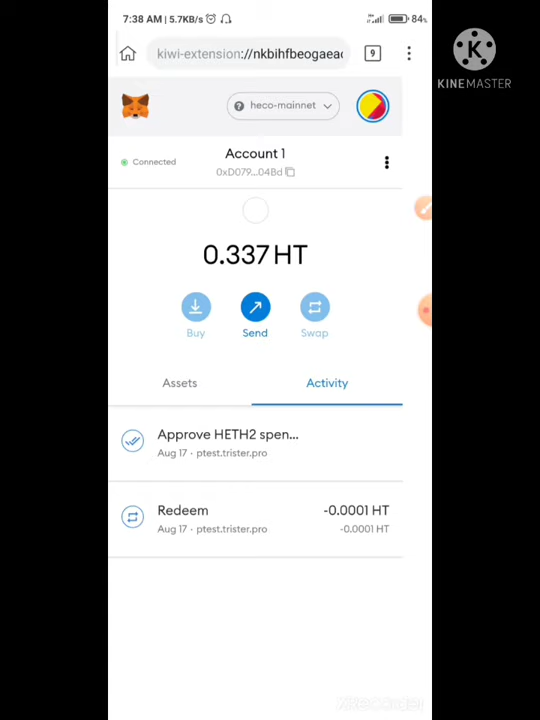 7:38 AM | 5.7KB/s
84
kiwi-extension://nkbihfbeogaeao
9
K
KINEMASTER
? heco-mainnet
Connected
Account 1
0xD079...04Bd
0.337 HT
Buy
Send
Swap
Assets
Activity
Approve HETH2 spen...
Aug 17 · ptest.trister.pro
Redeem
-0.0001 HT
Aug 17 · ptest.trister.pro
-0.0001 HT